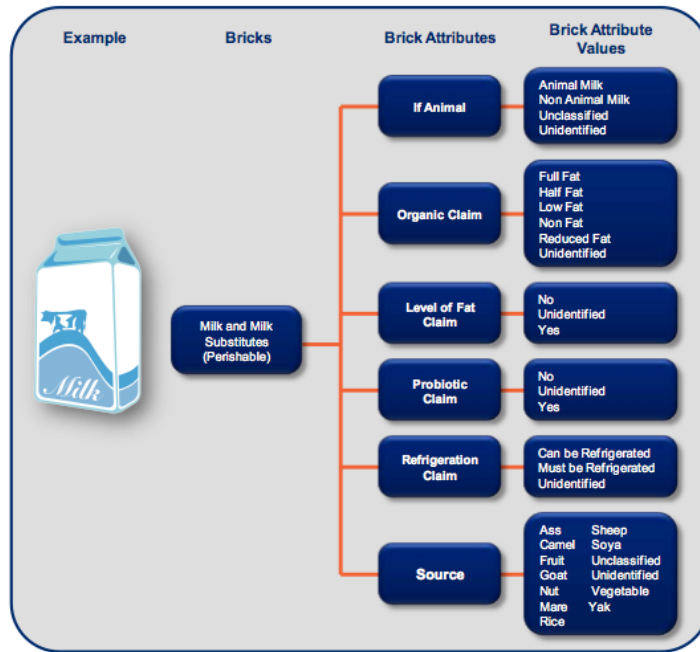 Example
Bricks
Brick Attributes
Brick Attribute
Values
Milk
Milk and Milk
Substitutes
(Perishable)
If Animal
Animal Milk
Non Animal Milk
Unclassified
Unidentified
Organic Claim
Full Fat
Half Fat
Low Fat
Non Fat
Reduced Fat
Unidentified
Level of Fat
Claim
No
Unidentified
Yes
Probiotic
Claim
No
Unidentified
Yes
Refrigeration
Claim
Can be Refrigerated
Must be Refrigerated
Unidentified
Source
Ass Sheep
Camel Soya
Fruit Unclassified
Goat Unidentified
Nut Vegetable
Mare Yak
Rice